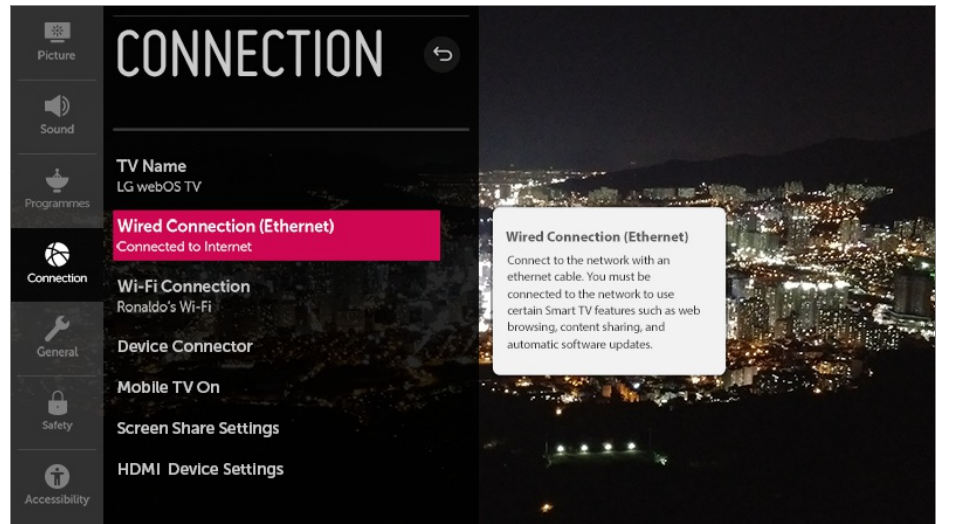 Picture
Sound
Programmes
Connection
General
Safety
Accessibility
CONNECTION
TV Name
LG webOS TV
Wired Connection (Ethernet)
Connected to Internet
Wi-Fi Connection
Ronaldo's Wi-Fi
Device Connector
Mobile TV On
Screen Share Settings
HDMI Device Settings
Wired Connection (Ethernet)
Connect to the network with an
ethernet cable. You must be
connected to the network to use
certain Smart TV features such as web
browsing, content sharing, and
automatic software updates.